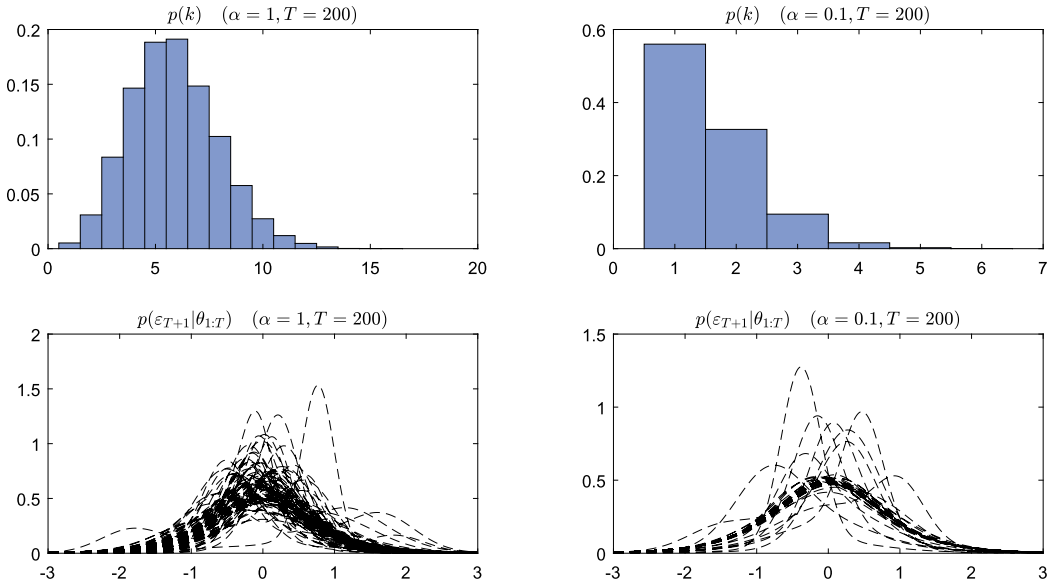 p(k) (α = 1, T = 200)
0.2
0.15
0.1
0.05
0
0 5 10 15 20
p(k) (α = 0.1, T = 200)
0.6
0.4
0.2
0
0 1 2 3 4 5 6 7
p(ε_{T+1}|θ_{1:T}) (α = 1, T = 200)
2
1.5
1
0.5
0
-3 -2 -1 0 1 2 3
p(ε_{T+1}|θ_{1:T}) (α = 0.1, T = 200)
1.5
1
0.5
0
-3 -2 -1 0 1 2 3